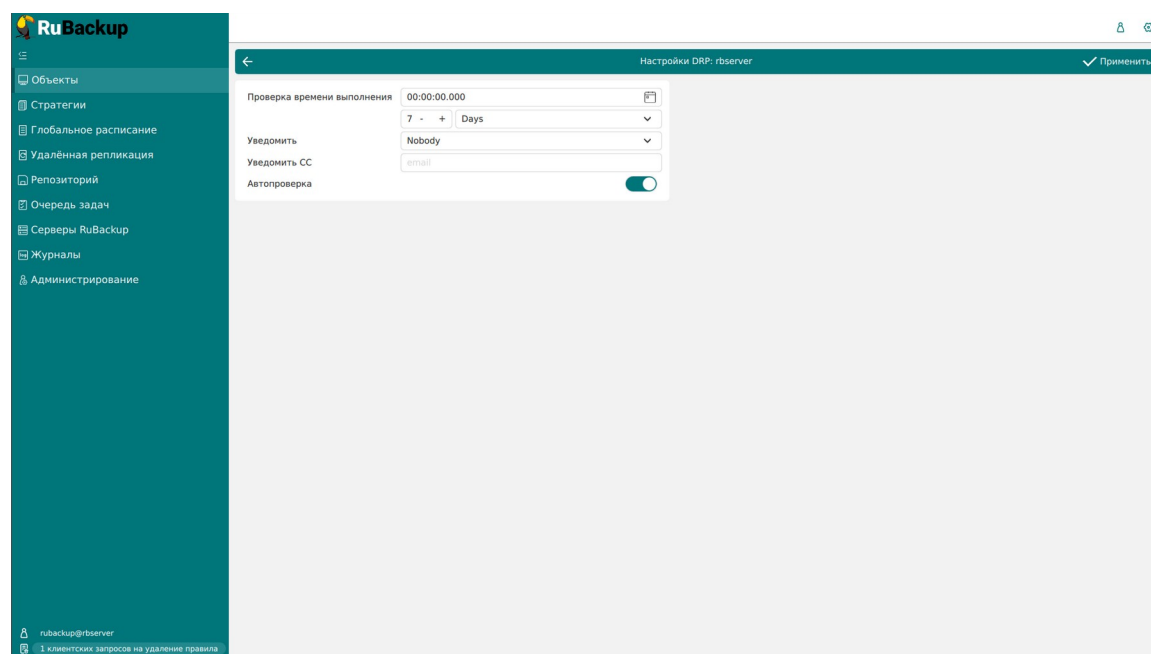 RuBackup
Настройки DRP: rbserver
Применить
Объекты
Стратегии
Глобальное расписание
Удалённая репликация
Репозиторий
Очередь задач
Серверы RuBackup
Журналы
Администрирование
Проверка времени выполнения 00:00:00.000
7 - + Days
Уведомить Nobody
Уведомить CC email
Автопроверка
rubackup@rbserver
1 клиентских запросов на удаление правила